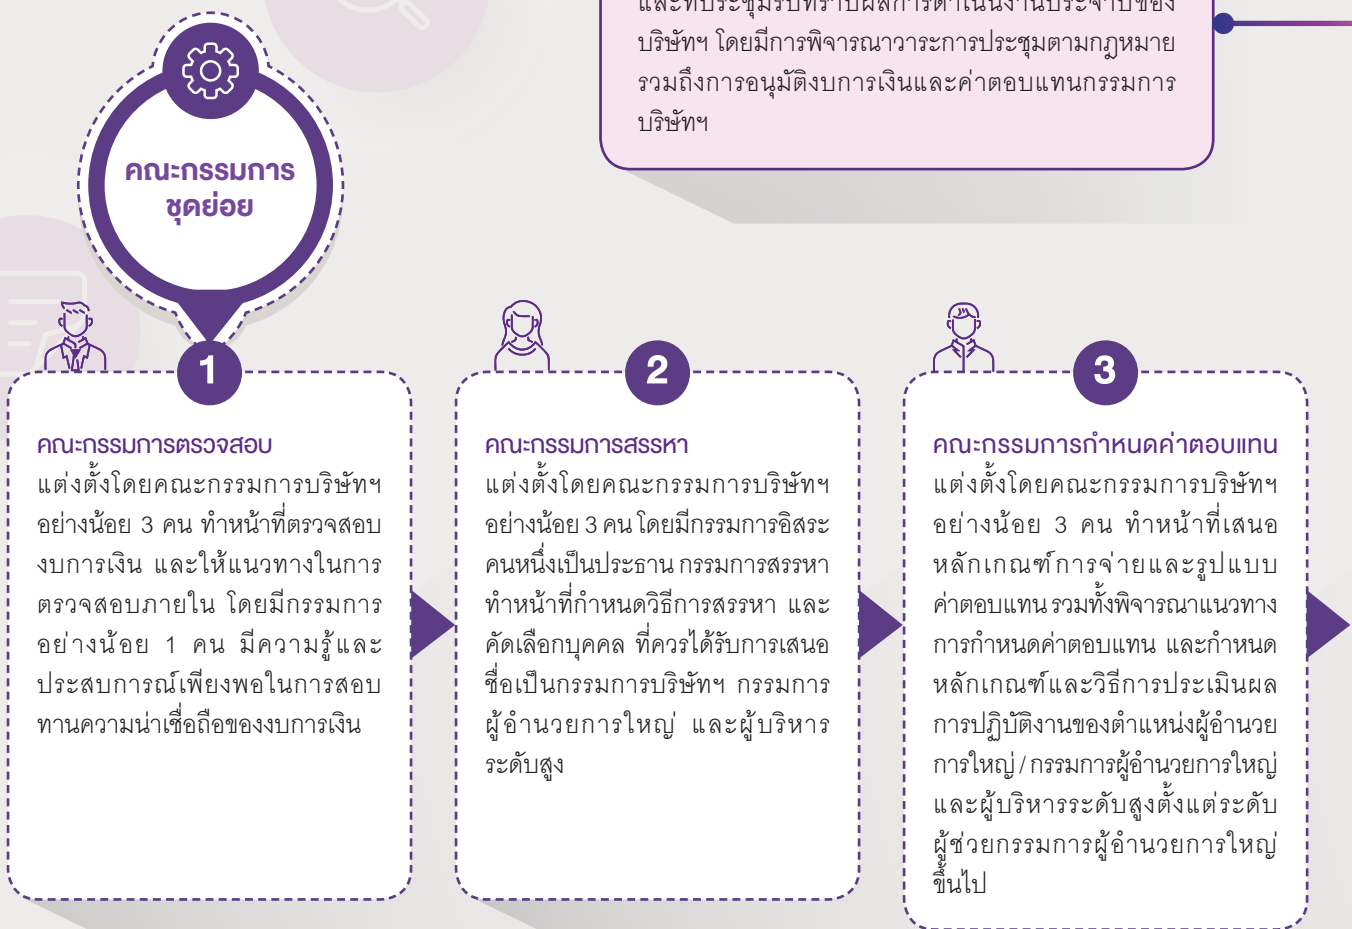 และที่ประชุมรับทราบผลการดำเนินงานประจำปีของ
บริษัทฯ โดยมีการพิจารณาวาระการประชุมตามกฎหมาย
รวมถึงการอนุมัติงบการเงินและค่าตอบแทนกรรมการ
บริษัทฯ
คณะกรรมการ
ชุดย่อย
1
คณะกรรมการตรวจสอบ
แต่งตั้งโดยคณะกรรมการบริษัทฯ
อย่างน้อย 3 คน ทำหน้าที่ตรวจสอบ
งบการเงิน และให้แนวทางในการ
ตรวจสอบภายใน โดยมีกรรมการ
อย่างน้อย 1 คน มีความรู้และ
ประสบการณ์เพียงพอในการสอบ
ทานความน่าเชื่อถือของงบการเงิน
2
คณะกรรมการสรรหา
แต่งตั้งโดยคณะกรรมการบริษัทฯ
อย่างน้อย 3 คน โดยมีกรรมการอิสระ
คนหนึ่งเป็นประธาน กรรมการสรรหา
ทำหน้าที่กำหนดวิธีการสรรหา และ
คัดเลือกบุคคล ที่ควรได้รับการเสนอ
ชื่อเป็นกรรมการบริษัทฯ กรรมการ
ผู้อำนวยการใหญ่ และผู้บริหาร
ระดับสูง
3
คณะกรรมการกำหนดค่าตอบแทน
แต่งตั้งโดยคณะกรรมการบริษัทฯ
อย่างน้อย 3 คน ทำหน้าที่เสนอ
หลักเกณฑ์การจ่ายและรูปแบบ
ค่าตอบแทน รวมทั้งพิจารณาแนวทาง
การกำหนดค่าตอบแทน และกำหนด
หลักเกณฑ์และวิธีการประเมินผล
การปฏิบัติงานของตำแหน่งผู้อำนวย
การใหญ่ / กรรมการผู้อำนวยการใหญ่
และผู้บริหารระดับสูงตั้งแต่ระดับ
ผู้ช่วยกรรมการผู้อำนวยการใหญ่
ขึ้นไป